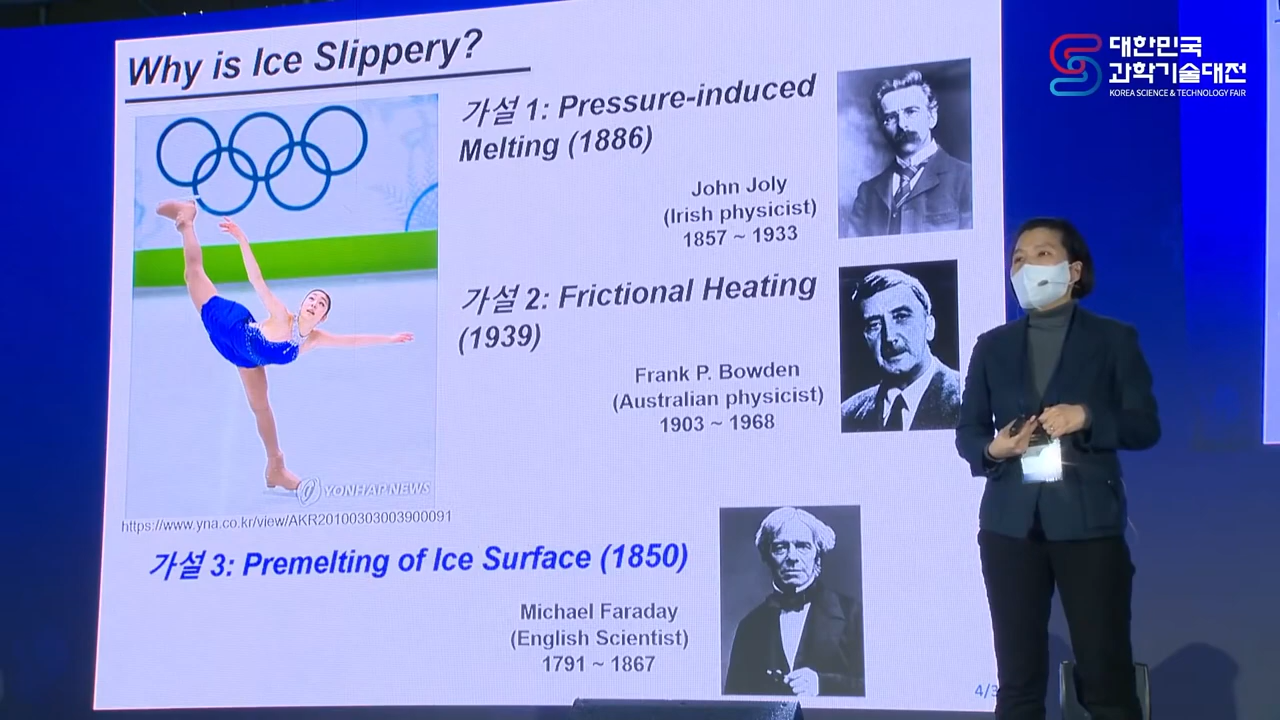 Why is Ice Slippery?
대한민국
과학기술대전
KOREA SCIENCE & TECHNOLOGY FAIR
가설 1: Pressure-induced
Melting (1886)
John Joly
(Irish physicist)
1857 ~ 1933
가설 2: Frictional Heating
(1939)
Frank P. Bowden
(Australian physicist)
1903 ~ 1968
YONHAP NEWS
https://www.yna.co.kr/view/AKR20100303003900091
가설 3: Premelting of Ice Surface (1850)
Michael Faraday
(English Scientist)
1791 ~ 1867